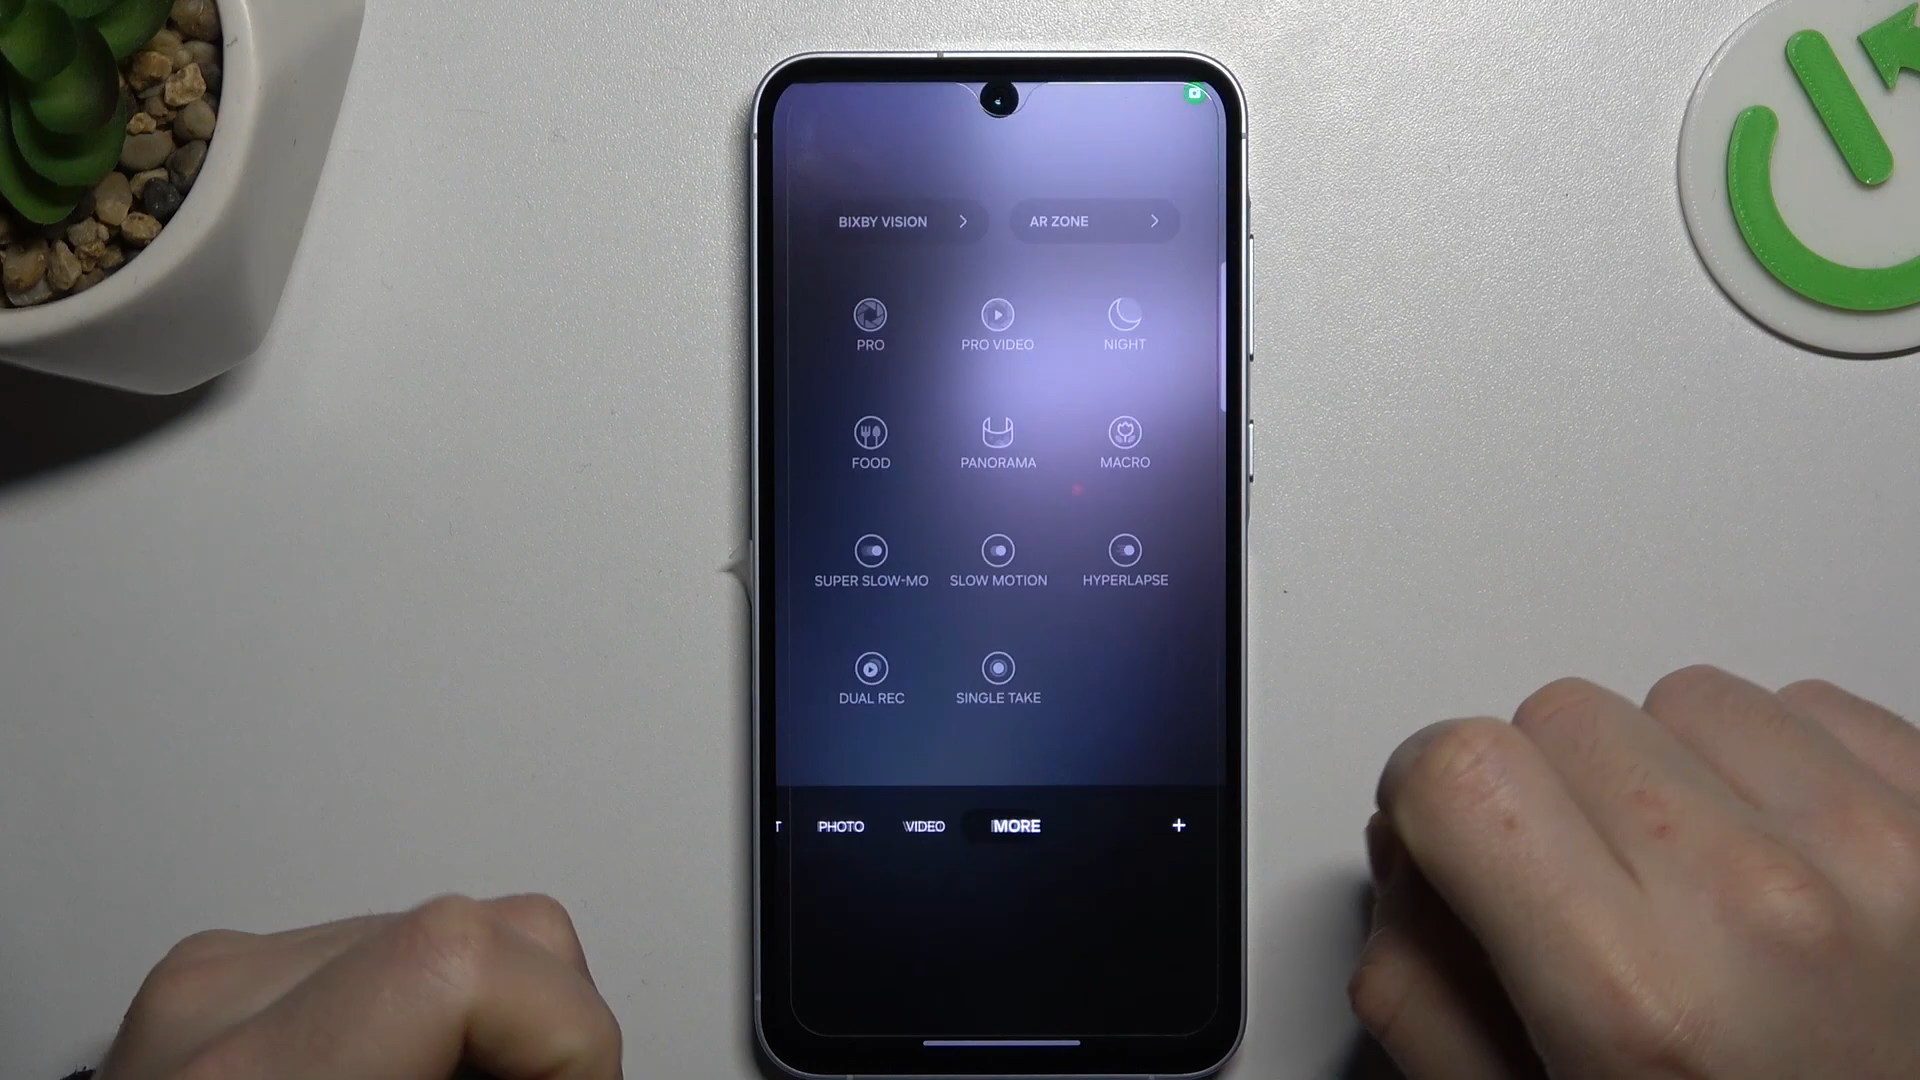 BIXBY VISION
AR ZONE
PRO
PRO VIDEO
NIGHT
FOOD
PANORAMA
MACRO
SUPER SLOW-MO
SLOW MOTION
HYPERLAPSE
DUAL REC
SINGLE TAKE
T PHOTO VIDEO MORE +